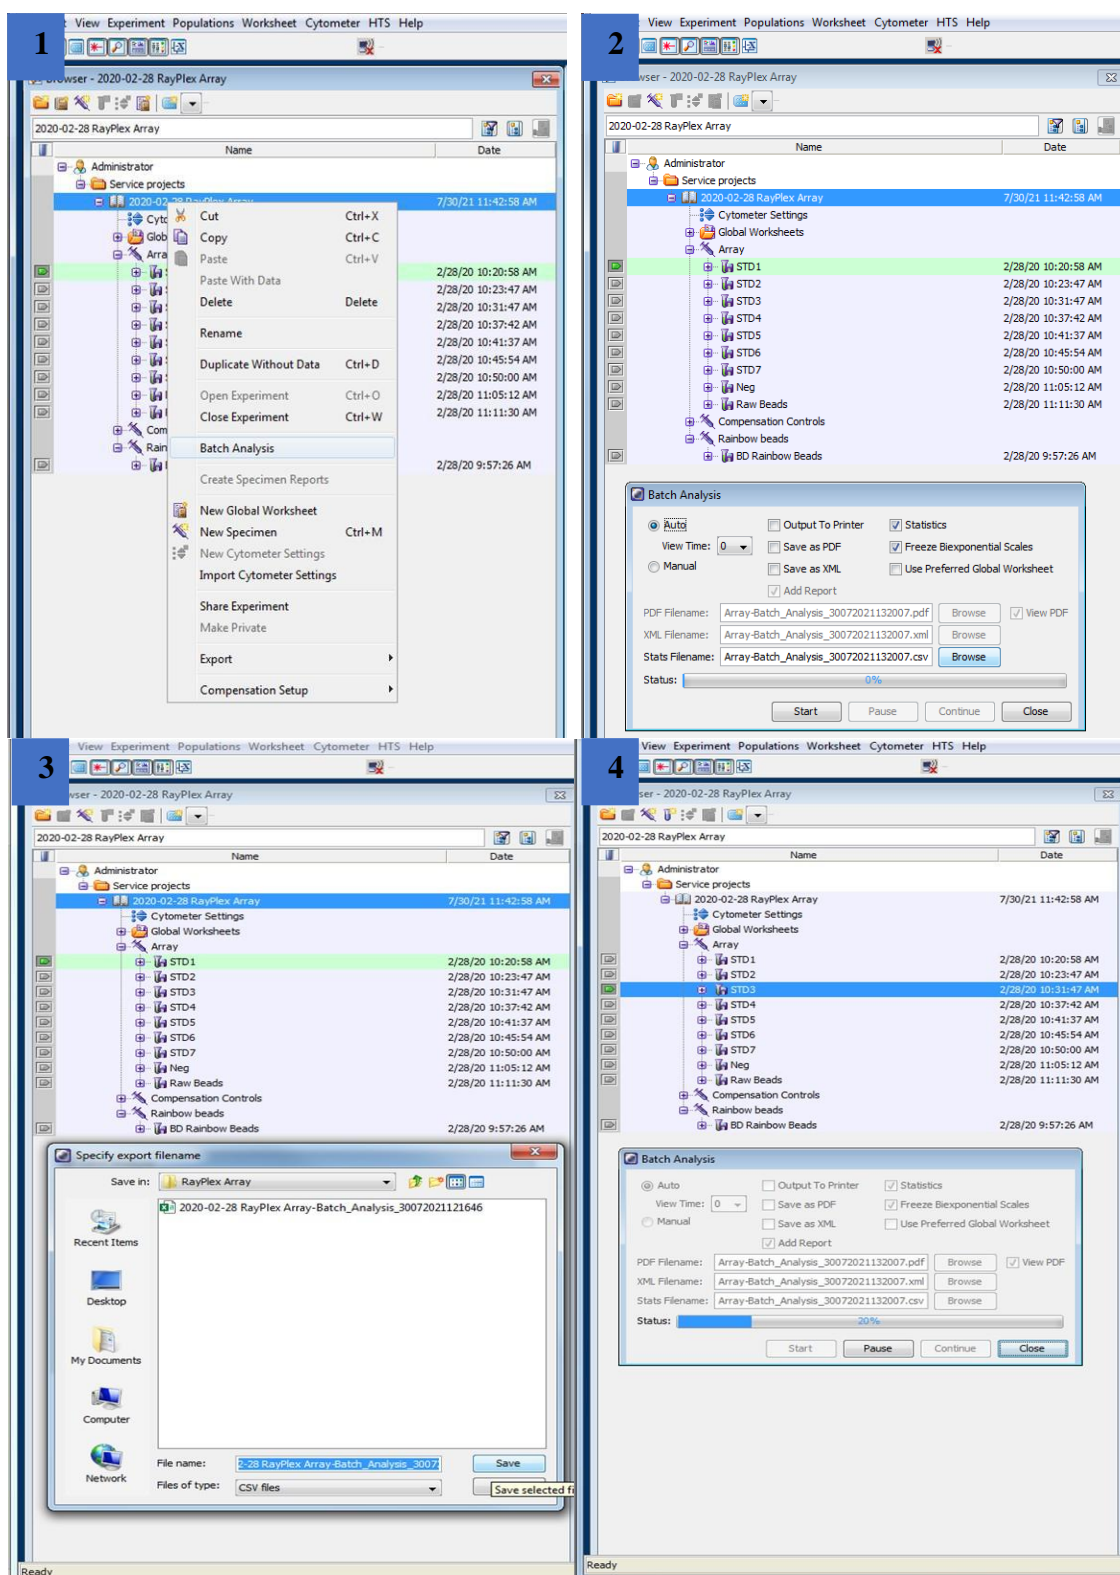 1
View Experiment Populations Worksheet Cytometer HTS Help
Browser - 2020-02-28 RayPlex Array
2020-02-28 RayPlex Array
Name Date
Administrator
Service projects
2020-02-28 RayPlex Array 7/30/21 11:42:58 AM
Cut Ctrl+X
Copy Ctrl+C
Paste Ctrl+V
Paste With Data
Delete Delete
Rename
Duplicate Without Data Ctrl+D
Open Experiment Ctrl+O
Close Experiment Ctrl+W
Batch Analysis
Create Specimen Reports
New Global Worksheet
New Specimen Ctrl+M
New Cytometer Settings
Import Cytometer Settings
Share Experiment
Make Private
Export
Compensation Setup
2/28/20 10:20:58 AM
2/28/20 10:23:47 AM
2/28/20 10:31:47 AM
2/28/20 10:37:42 AM
2/28/20 10:41:37 AM
2/28/20 10:45:54 AM
2/28/20 10:50:00 AM
2/28/20 11:05:12 AM
2/28/20 11:11:30 AM
2/28/20 9:57:26 AM
2
View Experiment Populations Worksheet Cytometer HTS Help
wser - 2020-02-28 RayPlex Array
2020-02-28 RayPlex Array
Name Date
Administrator
Service projects
2020-02-28 RayPlex Array 7/30/21 11:42:58 AM
Cytometer Settings
Global Worksheets
Array
STD1 2/28/20 10:20:58 AM
STD2 2/28/20 10:23:47 AM
STD3 2/28/20 10:31:47 AM
STD4 2/28/20 10:37:42 AM
STD5 2/28/20 10:41:37 AM
STD6 2/28/20 10:45:54 AM
STD7 2/28/20 10:50:00 AM
Neg 2/28/20 11:05:12 AM
Raw Beads 2/28/20 11:11:30 AM
Compensation Controls
Rainbow beads
BD Rainbow Beads 2/28/20 9:57:26 AM
Batch Analysis
Auto Output To Printer Statistics
View Time: 0 Save as PDF Freeze Biexponential Scales
Manual Save as XML Use Preferred Global Worksheet
Add Report
PDF Filename: Array-Batch_Analysis_30072021132007.pdf Browse View PDF
XML Filename: Array-Batch_Analysis_30072021132007.xml Browse
Stats Filename: Array-Batch_Analysis_30072021132007.csv Browse
Status: 0%
Start Pause Continue Close
3
View Experiment Populations Worksheet Cytometer HTS Help
wser - 2020-02-28 RayPlex Array
2020-02-28 RayPlex Array
Name Date
Administrator
Service projects
2020-02-28 RayPlex Array 7/30/21 11:42:58 AM
Cytometer Settings
Global Worksheets
Array
STD1 2/28/20 10:20:58 AM
STD2 2/28/20 10:23:47 AM
STD3 2/28/20 10:31:47 AM
STD4 2/28/20 10:37:42 AM
STD5 2/28/20 10:41:37 AM
STD6 2/28/20 10:45:54 AM
STD7 2/28/20 10:50:00 AM
Neg 2/28/20 11:05:12 AM
Raw Beads 2/28/20 11:11:30 AM
Compensation Controls
Rainbow beads
BD Rainbow Beads 2/28/20 9:57:26 AM
Specify export filename
Save in: RayPlex Array
2020-02-28 RayPlex Array-Batch_Analysis_30072021121646
Recent Items
Desktop
My Documents
Computer
Network
File name: 2-28 RayPlex Array-Batch_Analysis_3007 Save
Files of type: CSV files Save selected fi
Ready
4
View Experiment Populations Worksheet Cytometer HTS Help
ser - 2020-02-28 RayPlex Array
2020-02-28 RayPlex Array
Name Date
Administrator
Service projects
2020-02-28 RayPlex Array 7/30/21 11:42:58 AM
Cytometer Settings
Global Worksheets
Array
STD1 2/28/20 10:20:58 AM
STD2 2/28/20 10:23:47 AM
STD3 2/28/20 10:31:47 AM
STD4 2/28/20 10:37:42 AM
STD5 2/28/20 10:41:37 AM
STD6 2/28/20 10:45:54 AM
STD7 2/28/20 10:50:00 AM
Neg 2/28/20 11:05:12 AM
Raw Beads 2/28/20 11:11:30 AM
Compensation Controls
Rainbow beads
BD Rainbow Beads 2/28/20 9:57:26 AM
Batch Analysis
Auto Output To Printer Statistics
View Time: 0 Save as PDF Freeze Biexponential Scales
Manual Save as XML Use Preferred Global Worksheet
Add Report
PDF Filename: Array-Batch_Analysis_30072021132007.pdf Browse View PDF
XML Filename: Array-Batch_Analysis_30072021132007.xml Browse
Stats Filename: Array-Batch_Analysis_30072021132007.csv Browse
Status: 20%
Start Pause Continue Close
Ready